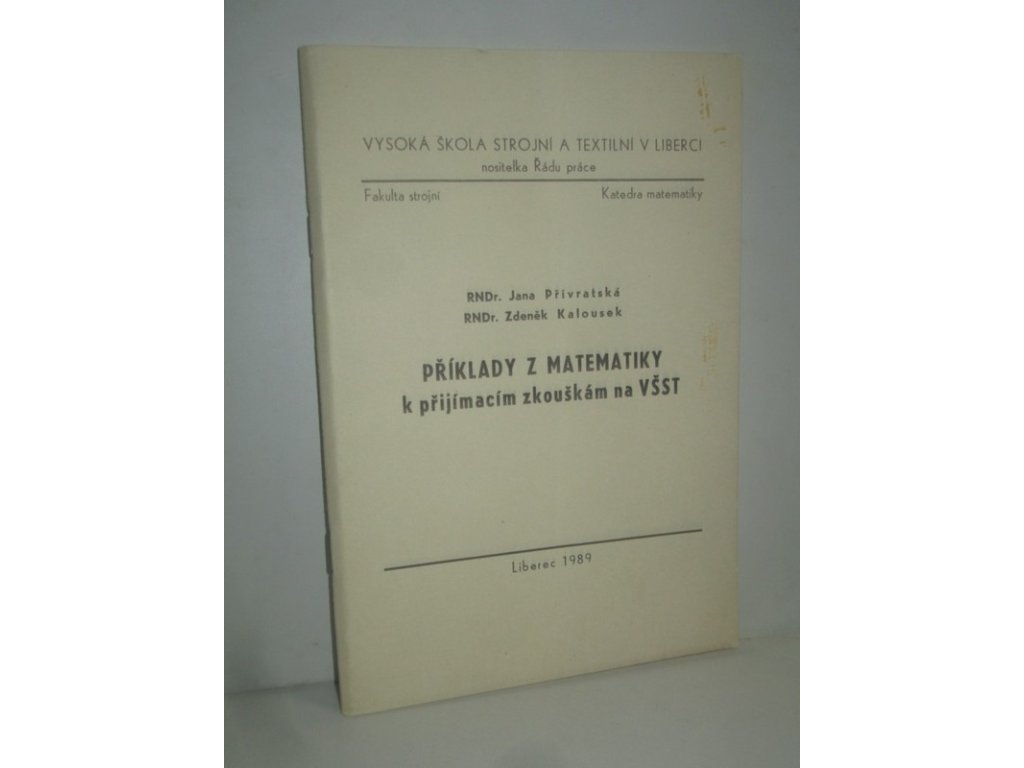 VYSOKÁ ŠKOLA STROJNÍ A TEXTILNÍ V LIBERCI
nositelka Řádu práce
Fakulta strojní Katedra matematiky
RNDr. Jana Přívratská
RNDr. Zdeněk Kalousek
PŘÍKLADY Z MATEMATIKY
k přijímacím zkouškám na VŠST
Liberec 1989